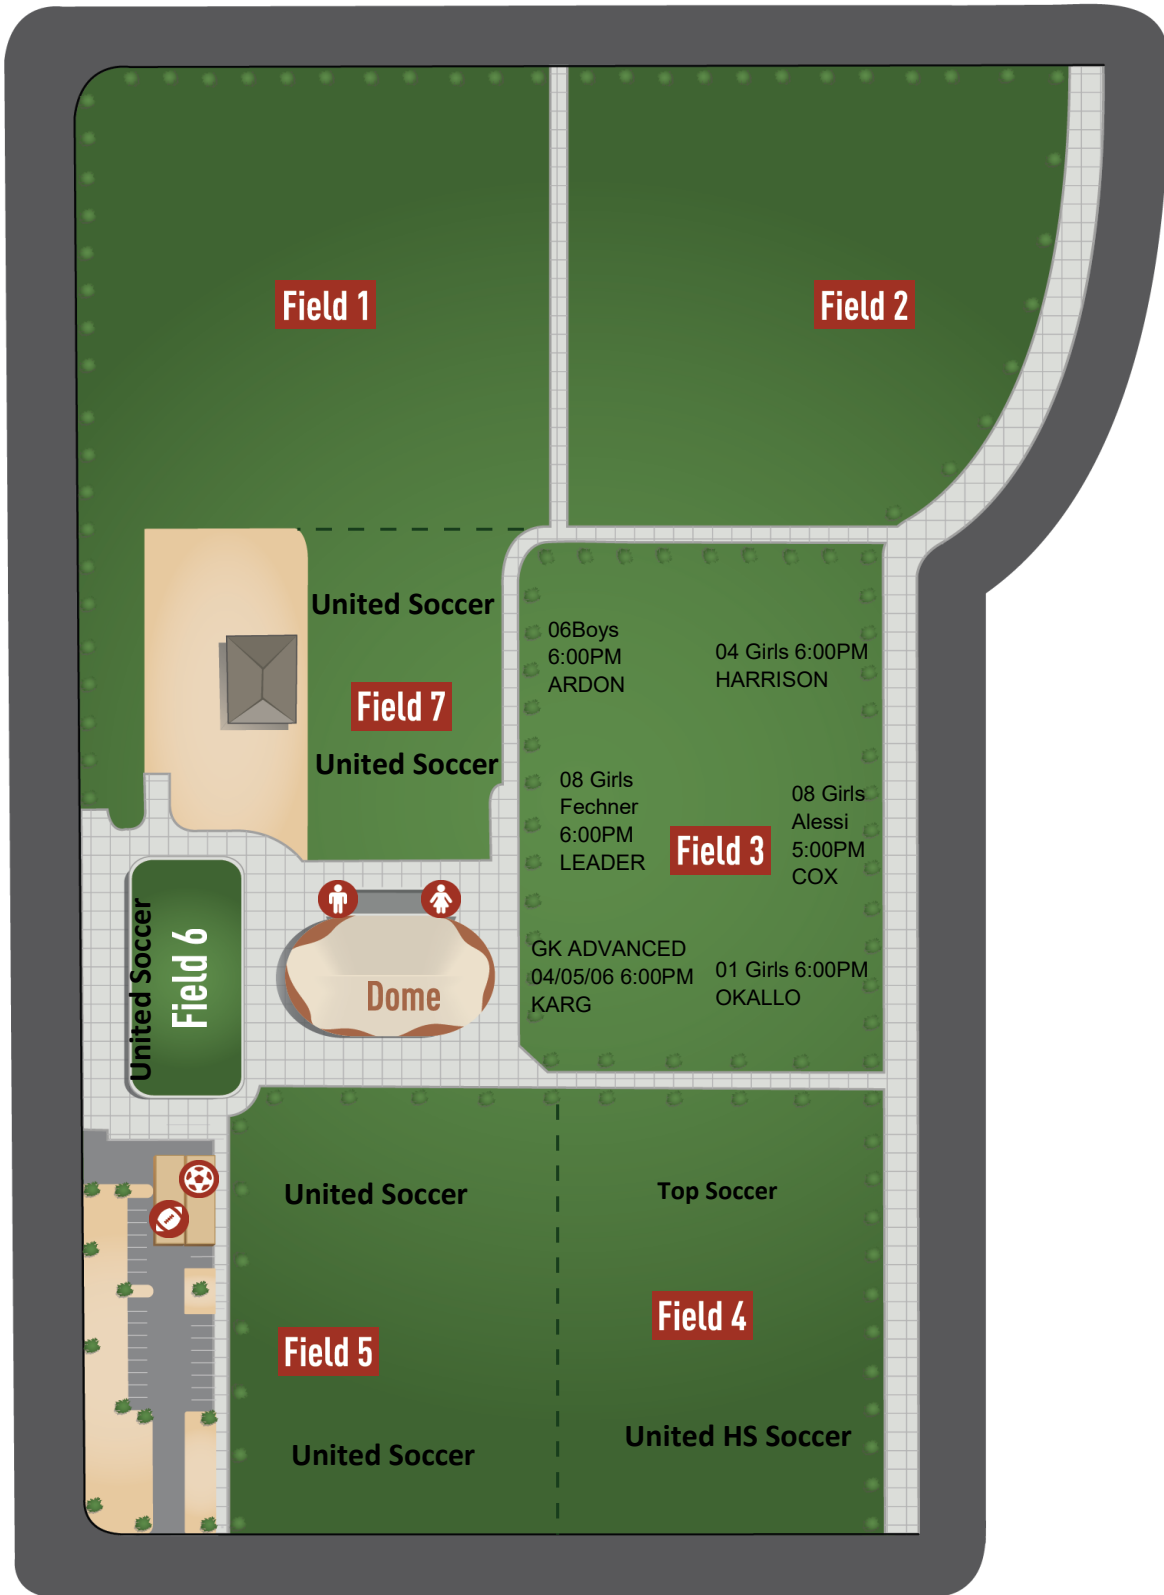 Field 1
Field 2
United Soccer
Field 7
United Soccer
06Boys
6:00PM
ARDON
04 Girls 6:00PM
HARRISON
08 Girls
Fechner
6:00PM
LEADER
Field 3
08 Girls
Alessi
5:00PM
COX
GK ADVANCED
04/05/06 6:00PM
KARG
01 Girls 6:00PM
OKALLO
United Soccer
Field 6
Dome
United Soccer
Field 5
United Soccer
Top Soccer
Field 4
United HS Soccer